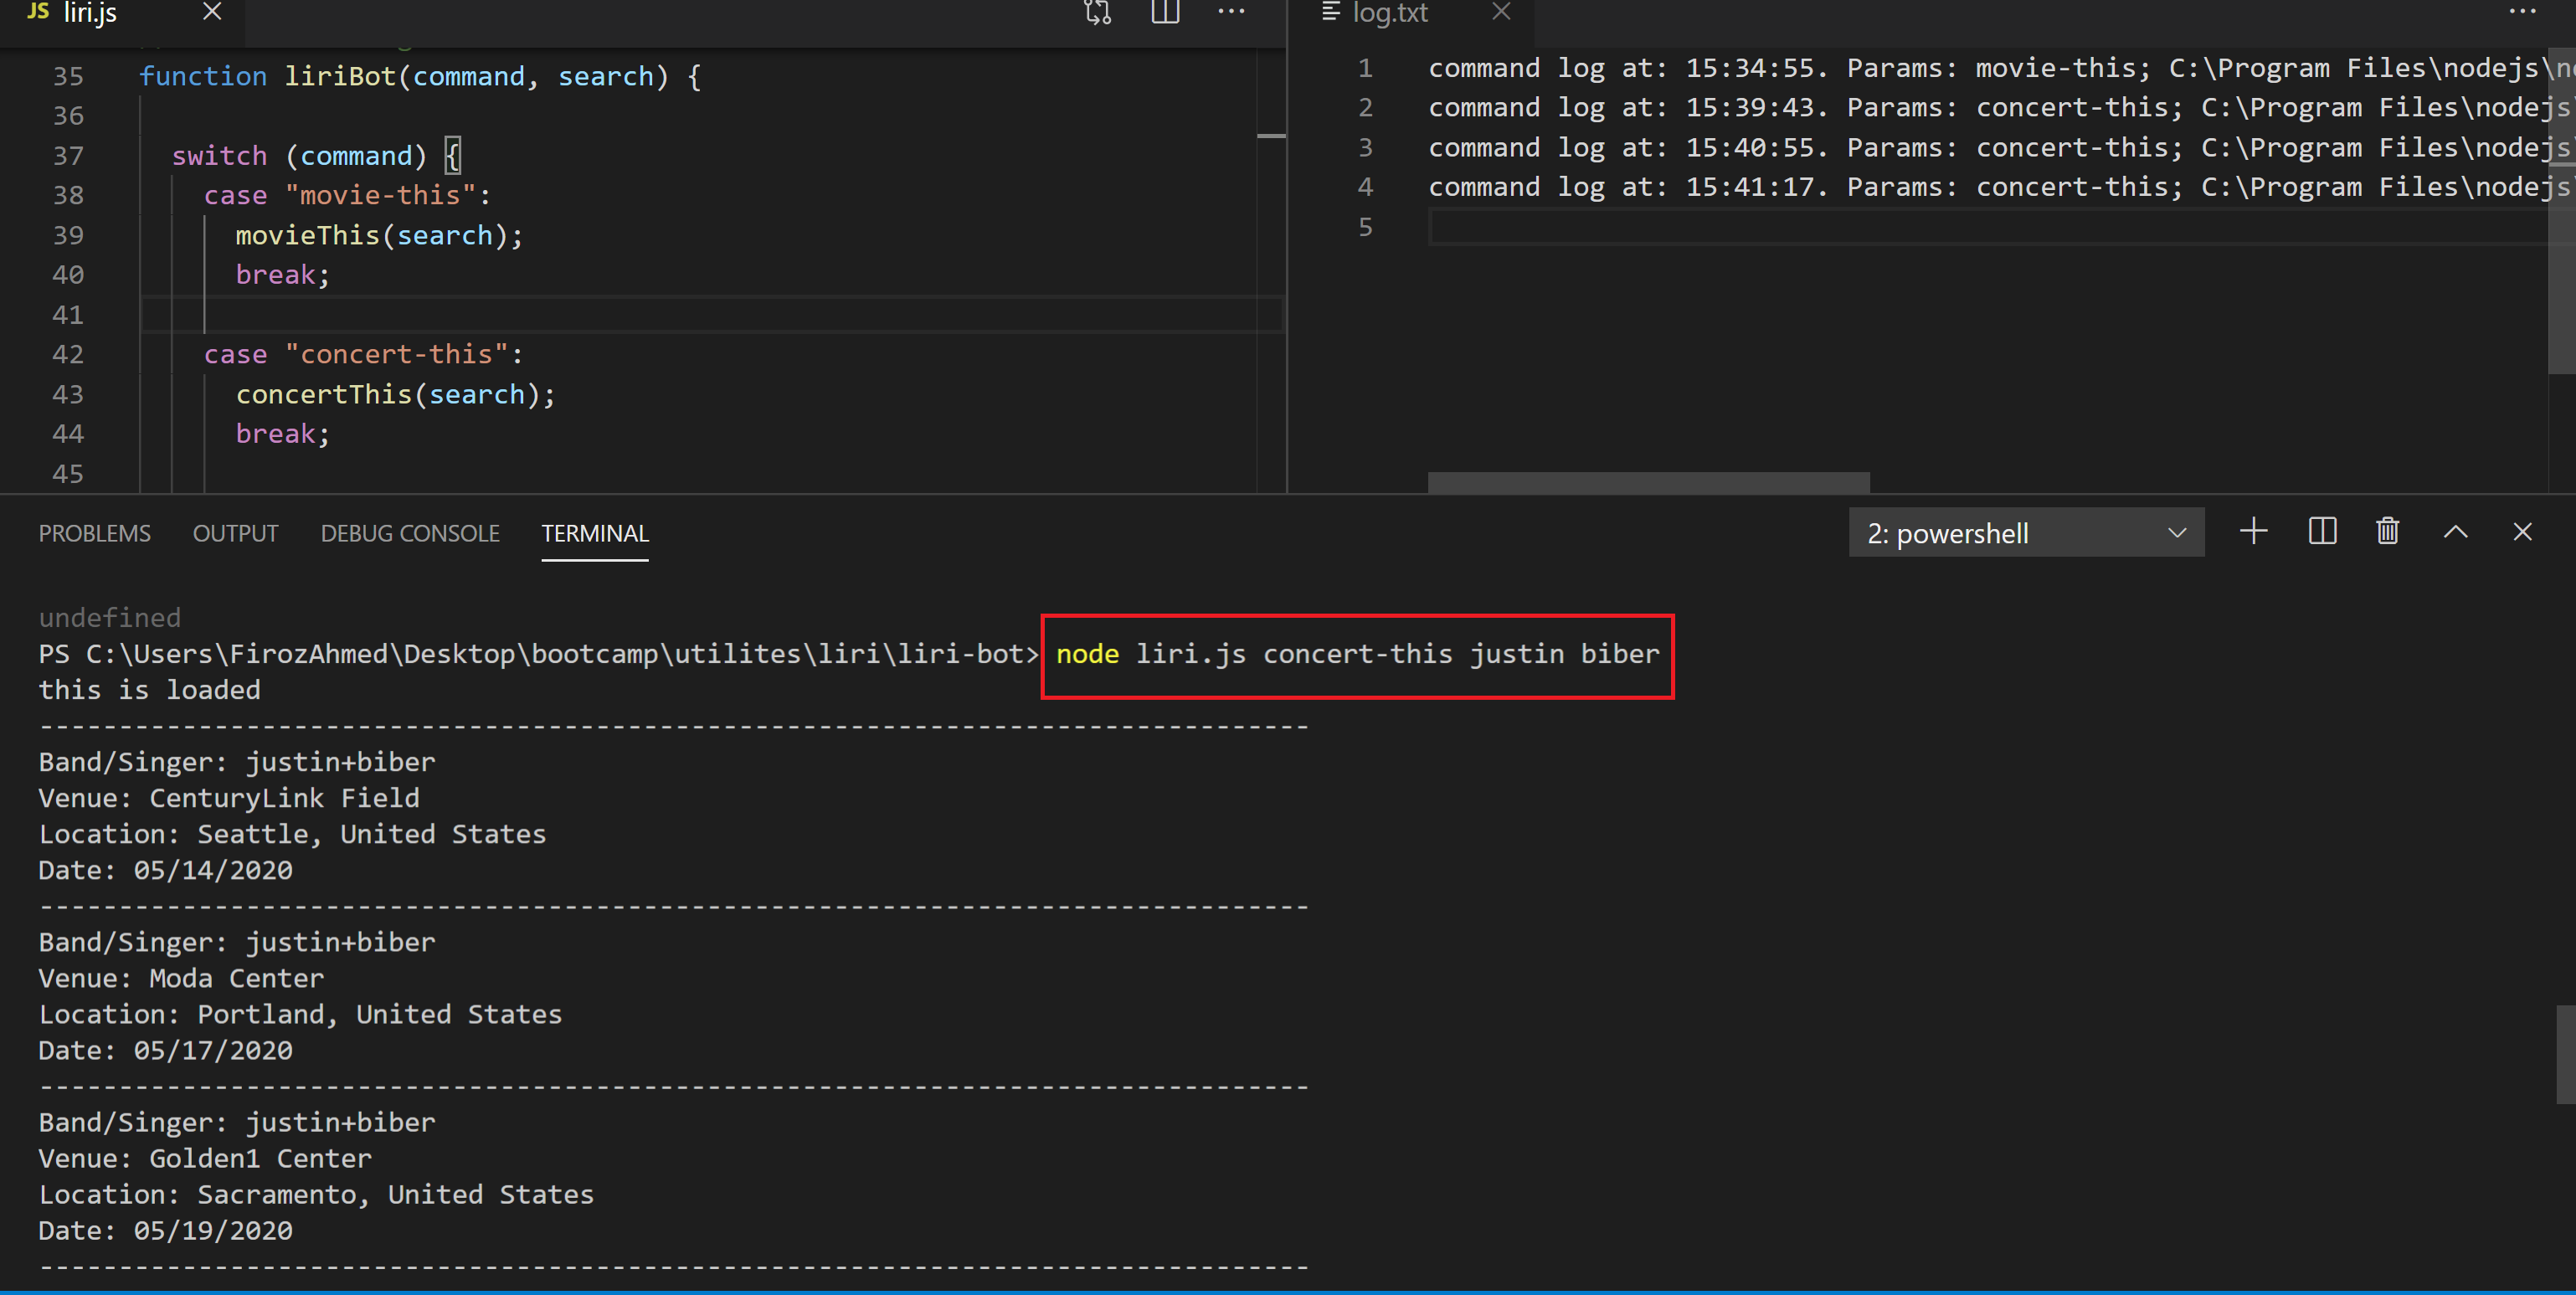 JS liri.js
35 function liriBot(command, search) {
36
37 switch (command) {
38 case "movie-this":
39 movieThis(search);
40 break;
41
42 case "concert-this":
43 concertThis(search);
44 break;
45
log.txt
1 command log at: 15:34:55. Params: movie-this; C:\Program Files\nodejs\
2 command log at: 15:39:43. Params: concert-this; C:\Program Files\nodejs
3 command log at: 15:40:55. Params: concert-this; C:\Program Files\nodejs
4 command log at: 15:41:17. Params: concert-this; C:\Program Files\nodejs
5
PROBLEMS OUTPUT DEBUG CONSOLE TERMINAL 2: powershell
undefined
PS C:\Users\FirozAhmed\Desktop\bootcamp\utilites\liri\liri-bot> node liri.js concert-this justin biber
this is loaded
--------------------------------------------------------------------------------
Band/Singer: justin+biber
Venue: CenturyLink Field
Location: Seattle, United States
Date: 05/14/2020
--------------------------------------------------------------------------------
Band/Singer: justin+biber
Venue: Moda Center
Location: Portland, United States
Date: 05/17/2020
--------------------------------------------------------------------------------
Band/Singer: justin+biber
Venue: Golden1 Center
Location: Sacramento, United States
Date: 05/19/2020
--------------------------------------------------------------------------------